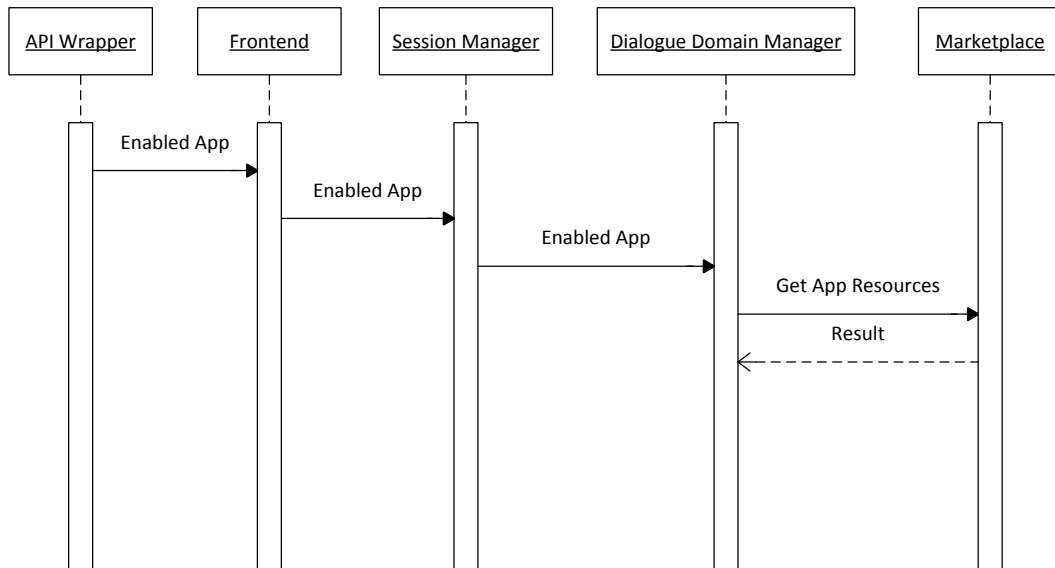 API Wrapper
Frontend
Session Manager
Dialogue Domain Manager
Marketplace
Enabled App
Enabled App
Enabled App
Get App Resources
Result